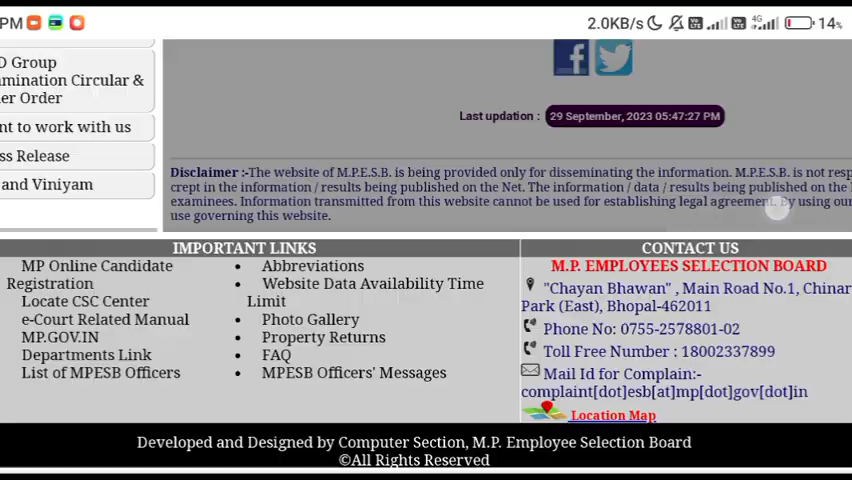 PM 2.0KB/s 4G 14%
D Group
mination Circular &
er Order
nt to work with us
ss Release
and Viniyam
Last updation : 29 September, 2023 05:47:27 PM
Disclaimer :-The website of M.P.E.S.B. is being provided only for disseminating the information. M.P.E.S.B. is not resp
crept in the information / results being published on the Net. The information / data / results being published on the
examinees. Information transmitted from this website cannot be used for establishing legal agreement. By using our
use governing this website.
IMPORTANT LINKS
MP Online Candidate
Registration
Locate CSC Center
e-Court Related Manual
MP.GOV.IN
Departments Link
List of MPESB Officers
• Abbreviations
• Website Data Availability Time
Limit
• Photo Gallery
• Property Returns
• FAQ
• MPESB Officers' Messages
CONTACT US
M.P. EMPLOYEES SELECTION BOARD
"Chayan Bhawan" , Main Road No.1, Chinar
Park (East), Bhopal-462011
Phone No: 0755-2578801-02
Toll Free Number : 18002337899
Mail Id for Complain:-
complaint[dot]esb[at]mp[dot]gov[dot]in
Location Map
Developed and Designed by Computer Section, M.P. Employee Selection Board
©All Rights Reserved